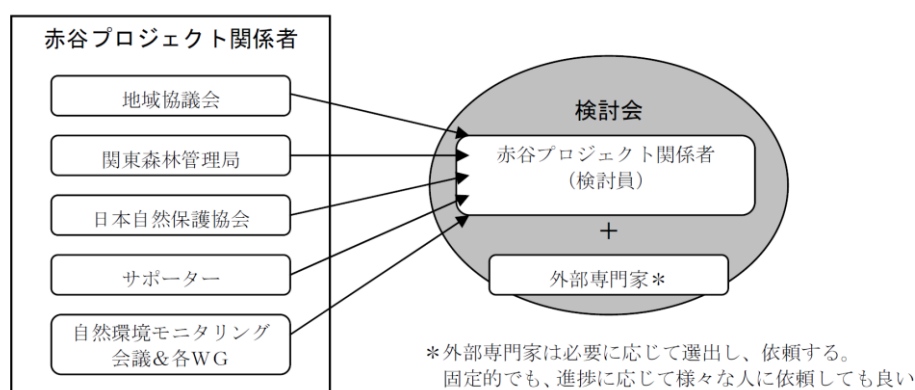 赤谷プロジェクト関係者
地域協議会
関東森林管理局
日本自然保護協会
サポーター
自然環境モニタリング
会議&各WG
検討会
赤谷プロジェクト関係者
(検討員)
+
外部専門家*
*外部専門家は必要に応じて選出し、依頼する。
固定的でも、進捗に応じて様々な人に依頼しても良い